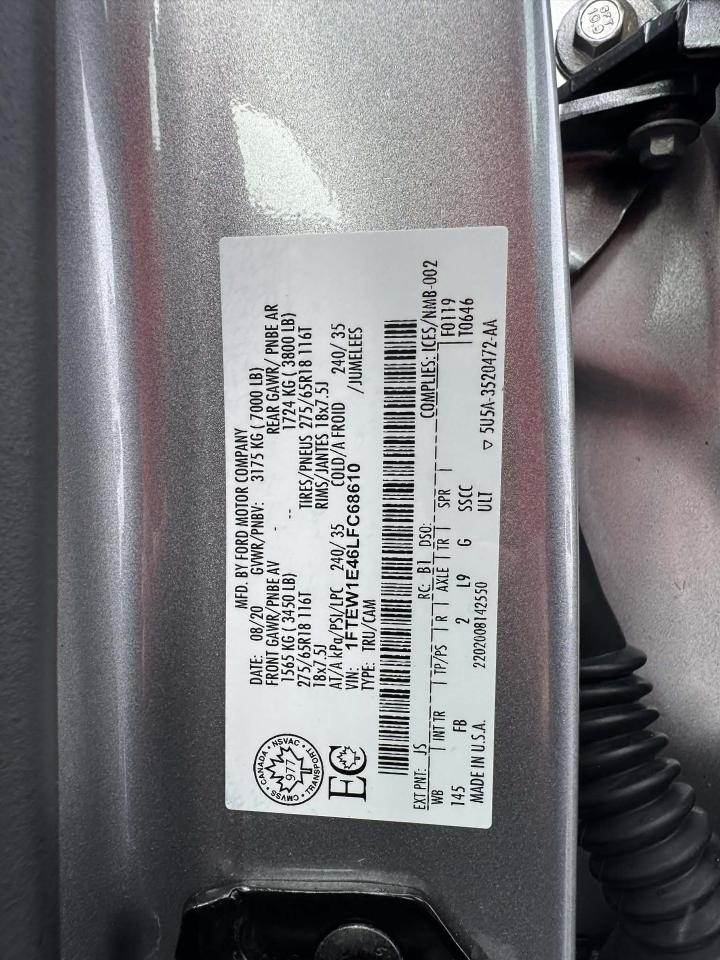 MFD. BY FORD MOTOR COMPANY
DATE: 08/20 GVWR/PNBV: 3175 KG ( 7000 LB)
FRONT GAWR/PNBE AV REAR GAWR/ PNBE AR
1565 KG (3450 LB) -- 1724 KG ( 3800 LB)
275/65R18 116T -- TIRES/PNEUS 275/65R18 116T
18x7.5J RIMS/JANTES 18x7.5J
AT/A kPa/PSI/LPC 240/ 35 COLD/A FROID 240/ 35
VIN: 1FTEW1E46LFC68610 /JUMELEES
TYPE: TRU/CAM
CANADA • NSVAC • TRANSPORT • CMVSS •
977
EC
EXT PNT: JS RC: B1 DSO: COMPLIES: ICES/NMB-002
WB INT TR TP/PS R AXLE TR SPR F0119
145 FB 2 L9 G SSCC T0646
ULT
MADE IN U.S.A. 2202008142550 ▽ 5U5A-3520472-AA
97T
10.9